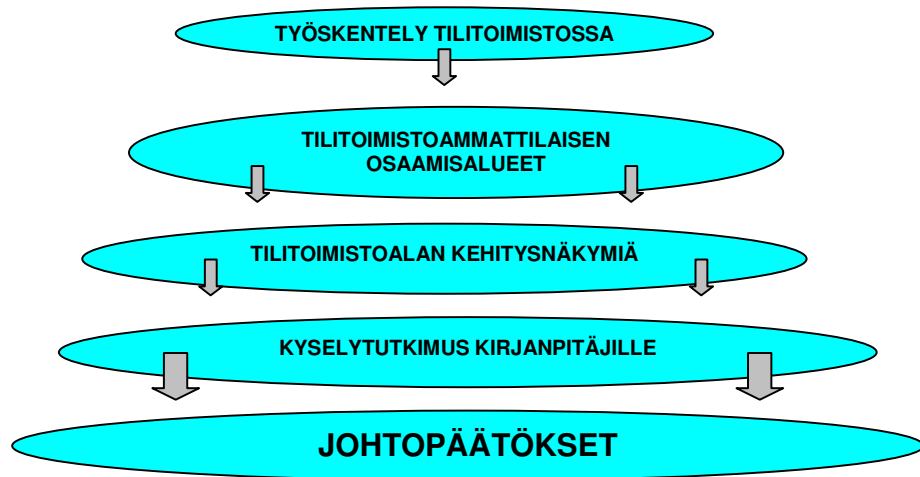 TYÖSKENTELY TILITOIMISTOSSA
TILITOIMISTOAMMATTILAISEN
OSAAMISALUEET
TILITOIMISTOALAN KEHITYSNÄKYMIÄ
KYSELYTUTKIMUS KIRJANPITÄJILLE
JOHTOPÄÄTÖKSET